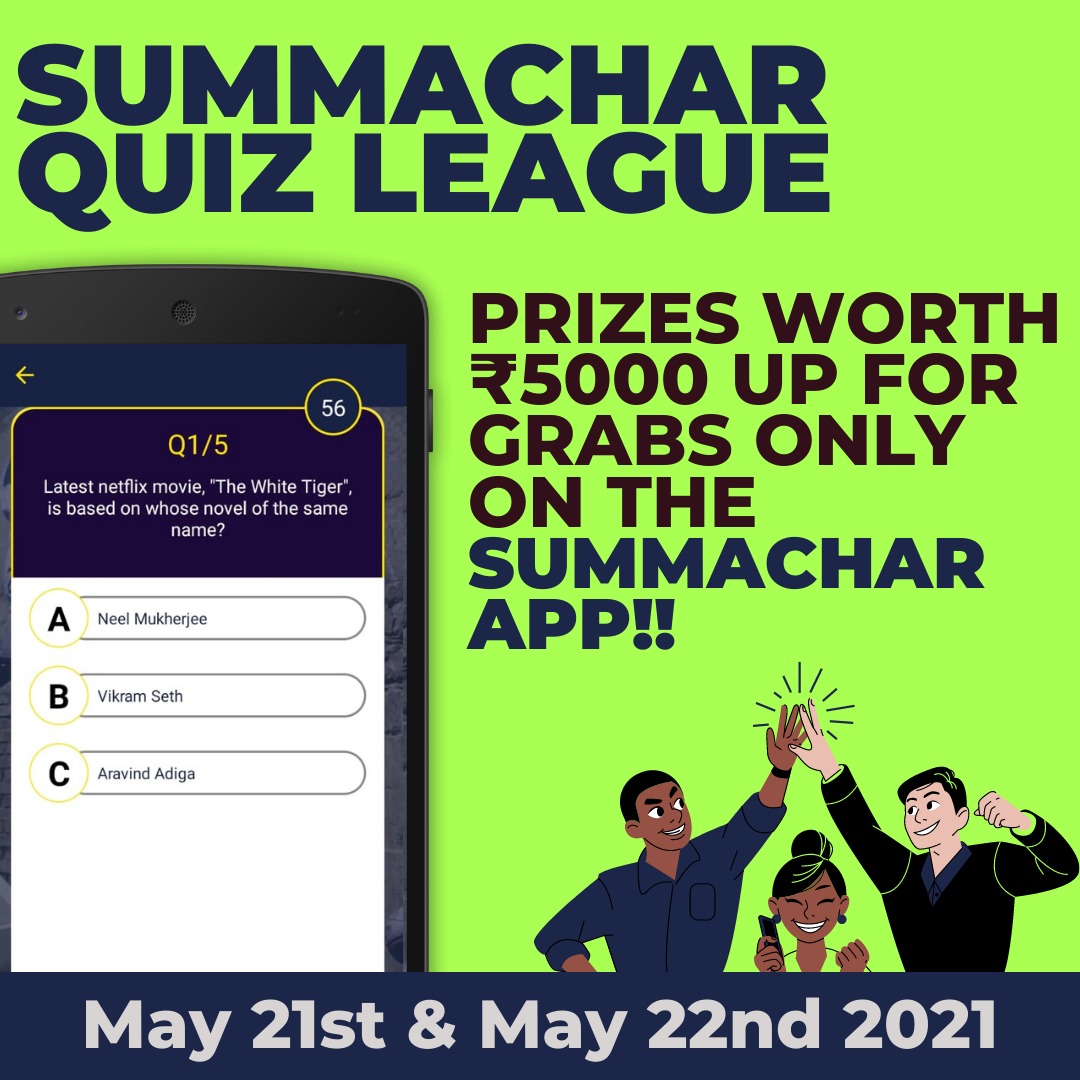 SUMMACHAR
QUIZ LEAGUE
PRIZES WORTH
₹5000 UP FOR
GRABS ONLY
ON THE
SUMMACHAR
APP!!
56
Q1/5
Latest netflix movie, "The White Tiger",
is based on whose novel of the same
name?
A Neel Mukherjee
B Vikram Seth
C Aravind Adiga
May 21st & May 22nd 2021